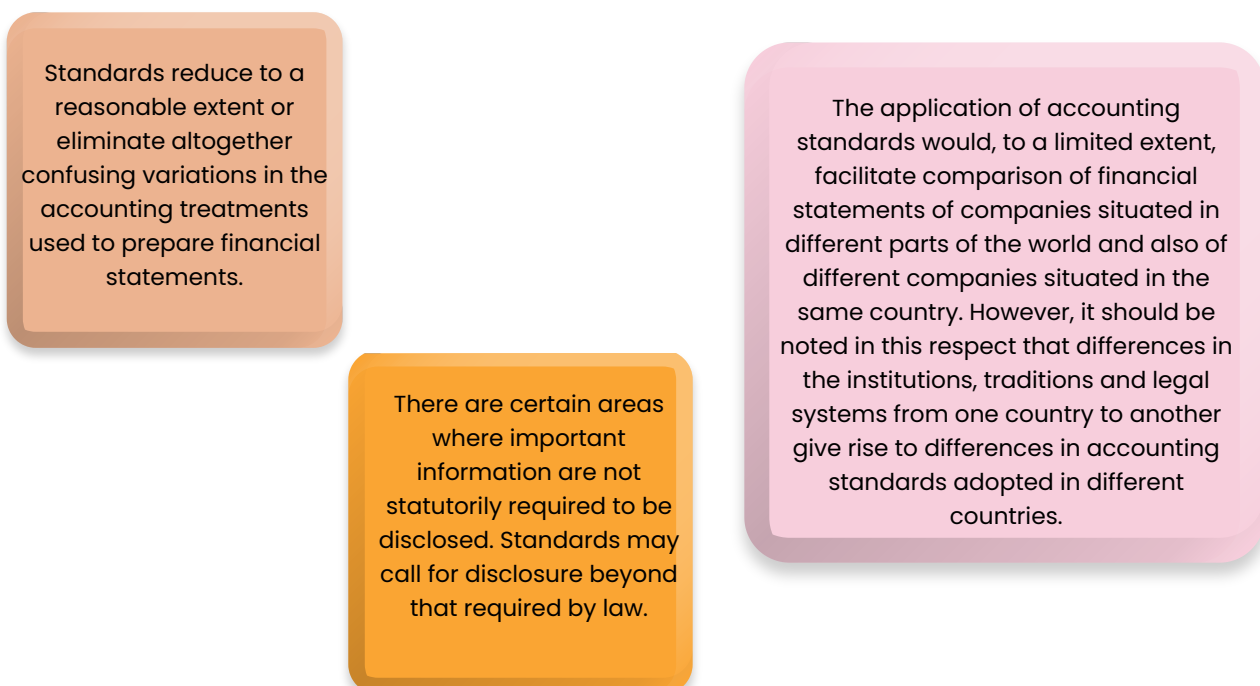 Standards reduce to a
reasonable extent or
eliminate altogether
confusing variations in the
accounting treatments
used to prepare financial
statements.
There are certain areas
where important
information are not
statutorily required to be
disclosed. Standards may
call for disclosure beyond
that required by law.
The application of accounting
standards would, to a limited extent,
facilitate comparison of financial
statements of companies situated in
different parts of the world and also of
different companies situated in the
same country. However, it should be
noted in this respect that differences in
the institutions, traditions and legal
systems from one country to another
give rise to differences in accounting
standards adopted in different
countries.